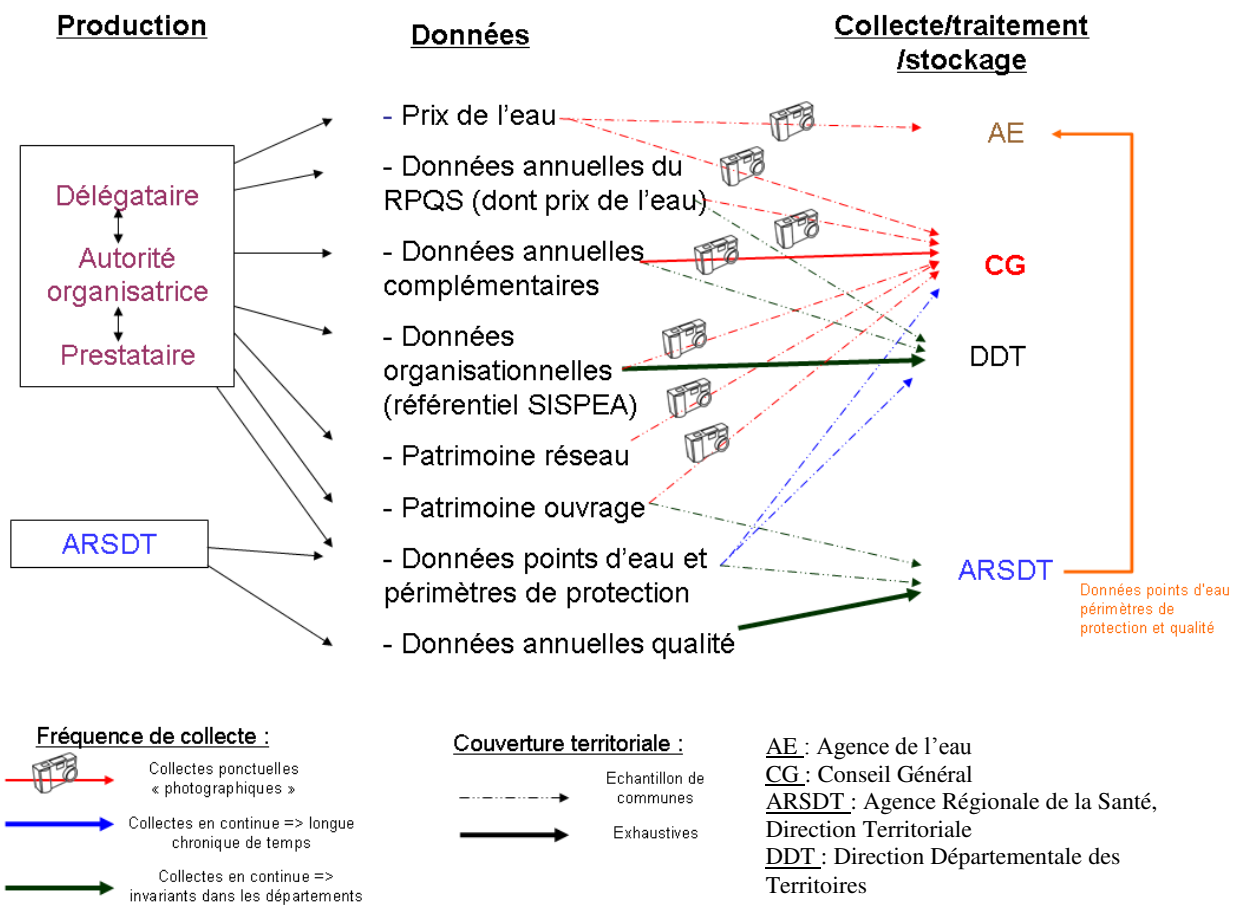 Production
Données
Collecte/traitement
/stockage
Délégataire
Autorité
organisatrice
Prestataire
ARSDT
- Prix de l'eau
- Données annuelles du
RPQS (dont prix de l'eau)
- Données annuelles
complémentaires
- Données
organisationnelles
(référentiel SISPEA)
- Patrimoine réseau
- Patrimoine ouvrage
- Données points d'eau et
périmètres de protection
- Données annuelles qualité
AE
CG
DDT
ARSDT
Données points d'eau
périmètres de
protection et qualité
Fréquence de collecte :
Collectes ponctuelles
« photographiques »
Collectes en continue => longue
chronique de temps
Collectes en continue =>
invariants dans les départements
Couverture territoriale :
Echantillon de
communes
Exhaustives
AE : Agence de l'eau
CG : Conseil Général
ARSDT : Agence Régionale de la Santé,
Direction Territoriale
DDT : Direction Départementale des
Territoires